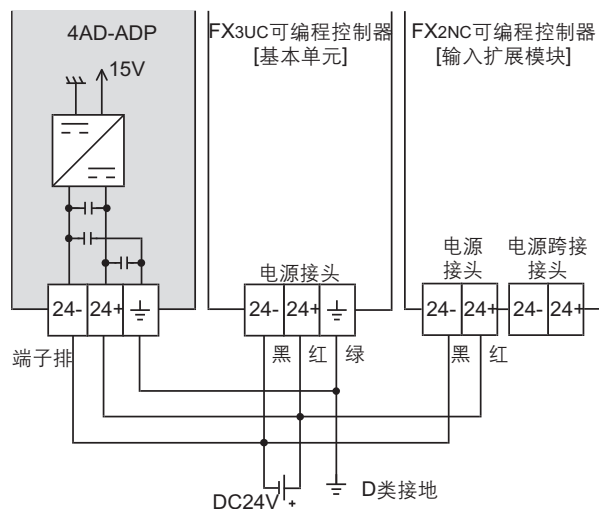 4AD-ADP
15V
24-
24+
端子排
FX3UC可编程控制器
[基本单元]
电源接头
24-
24+
黑
红
绿
FX2NC可编程控制器
[输入扩展模块]
电源
接头
电源跨接
接头
24-
24+
24-
24+
黑
红
DC24V
+
D类接地